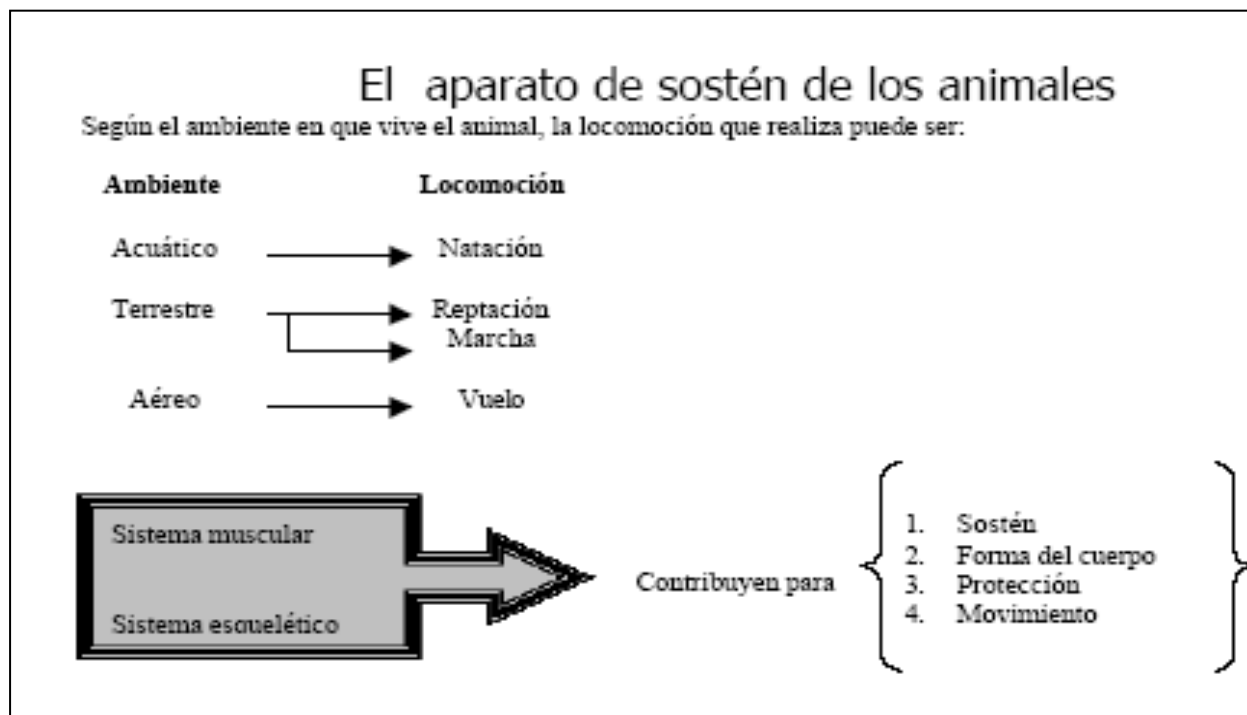 El aparato de sostén de los animales
Según el ambiente en que vive el animal, la locomoción que realiza puede ser:
Ambiente Locomoción
Acuático Natación
Terrestre Reptación
Marcha
Aéreo Vuelo
Sistema muscular
Sistema esquelético
Contribuyen para
1. Sostén
2. Forma del cuerpo
3. Protección
4. Movimiento